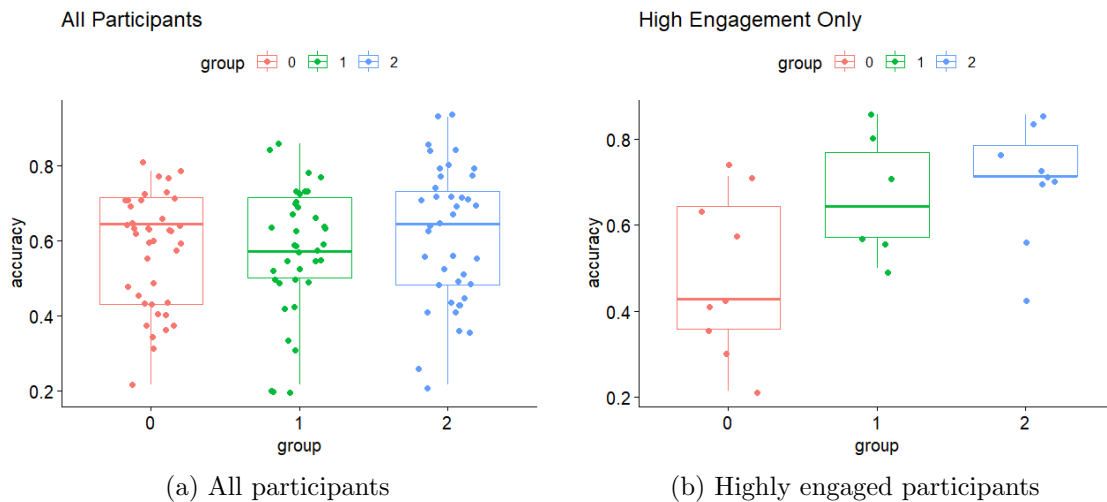 All Participants
group 0 1 2
accuracy
0.8
0.6
0.4
0.2
0 1 2
group
(a) All participants
High Engagement Only
group 0 1 2
accuracy
0.8
0.6
0.4
0.2
0 1 2
group
(b) Highly engaged participants